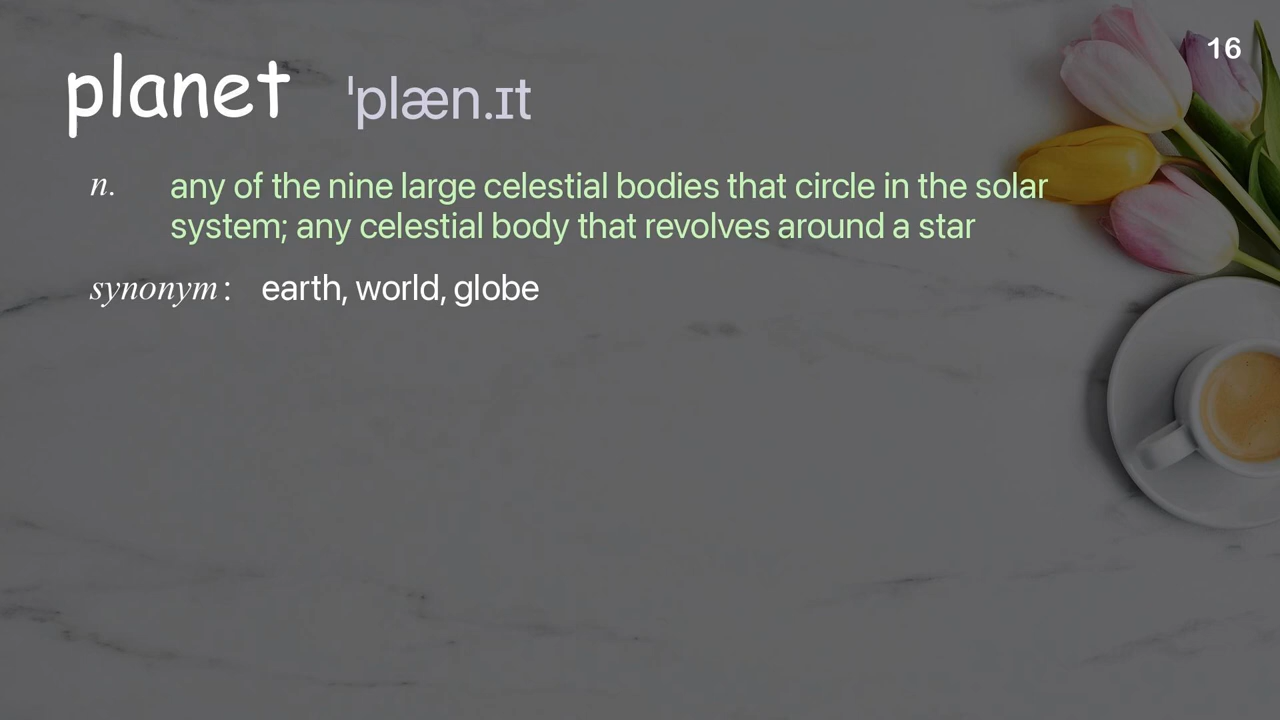 16
planet ˈplæn.ɪt
n. any of the nine large celestial bodies that circle in the solar
system; any celestial body that revolves around a star
synonym: earth, world, globe